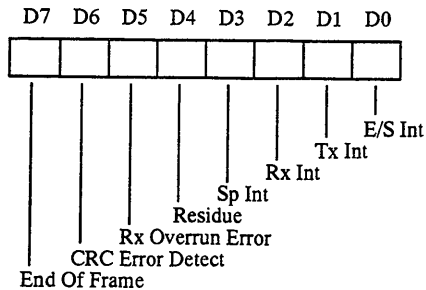 D7 D6 D5 D4 D3 D2 D1 D0
E/S Int
Tx Int
Rx Int
Sp Int
Residue
Rx Overrun Error
CRC Error Detect
End Of Frame